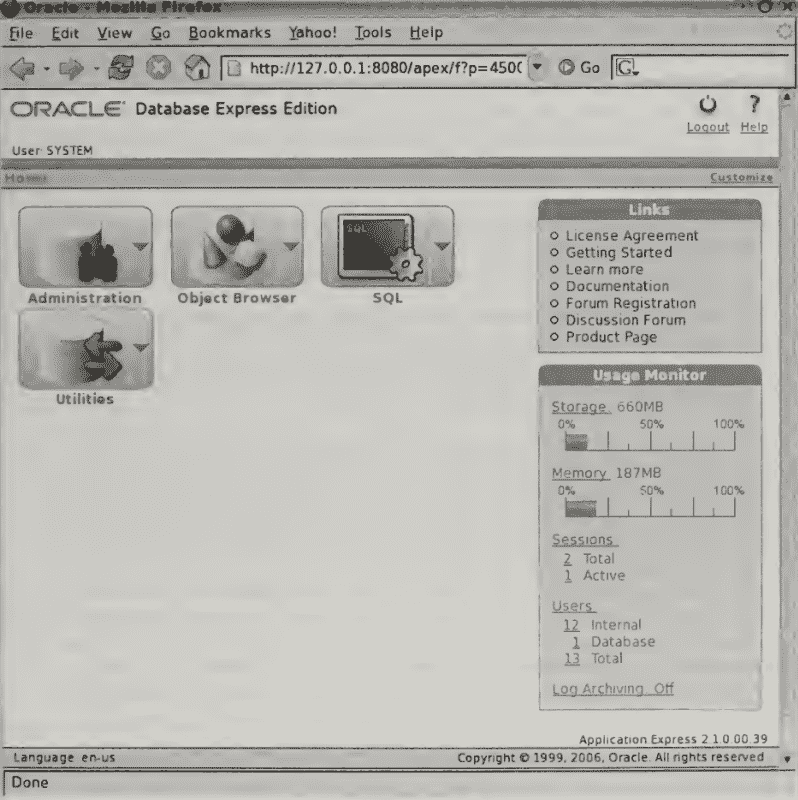 Oracle - Mozilla Firefox
File Edit View Go Bookmarks Yahoo! Tools Help
http://127.0.0.1:8080/apex/f?p=450 Go G
ORACLE Database Express Edition
Logout Help
User SYSTEM
Home
Customize
SQL
Administration Object Browser SQL
Utilities
Links
License Agreement
Getting Started
Learn more
Documentation
Forum Registration
Discussion Forum
Product Page
Usage Monitor
Storage 660MB
0% 50% 100%
Memory 187MB
0% 50% 100%
Sessions
2 Total
1 Active
Users
12 Internal
1 Database
13 Total
Log Archiving Off
Application Express 2.1.0.00.39
Language en-us Copyright © 1999, 2006, Oracle. All rights reserved
Done